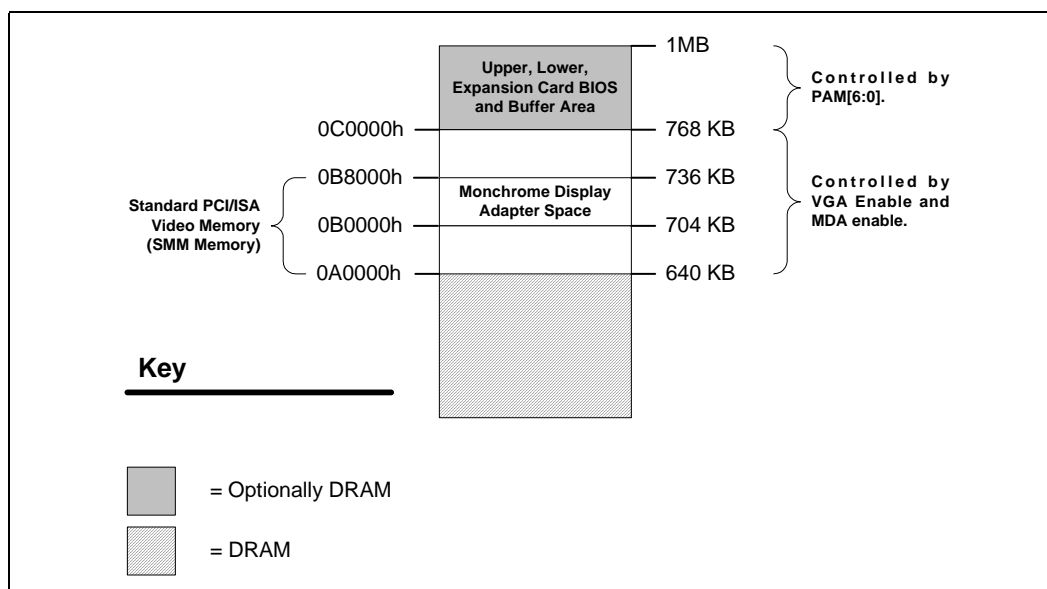 1MB
Upper, Lower,
Expansion Card BIOS
and Buffer Area
Controlled by
PAM[6:0].
0C0000h
768 KB
0B8000h
736 KB
Standard PCI/ISA
Video Memory
(SMM Memory)
Monchrome Display
Adapter Space
Controlled by
VGA Enable and
MDA enable.
0B0000h
704 KB
0A0000h
640 KB
Key
= Optionally DRAM
= DRAM